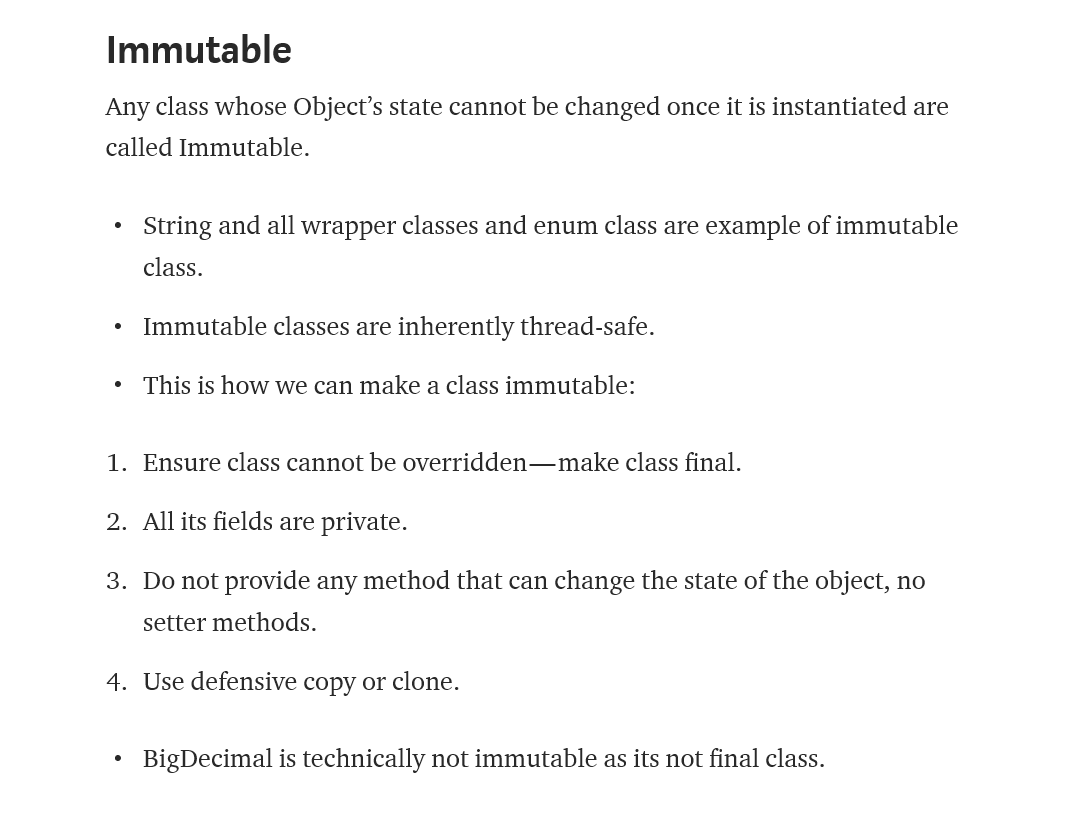 Immutable
Any class whose Object’s state cannot be changed once it is instantiated are
called Immutable.
• String and all wrapper classes and enum class are example of immutable
class.
• Immutable classes are inherently thread-safe.
• This is how we can make a class immutable:
1. Ensure class cannot be overridden — make class final.
2. All its fields are private.
3. Do not provide any method that can change the state of the object, no
setter methods.
4. Use defensive copy or clone.
• BigDecimal is technically not immutable as its not final class.